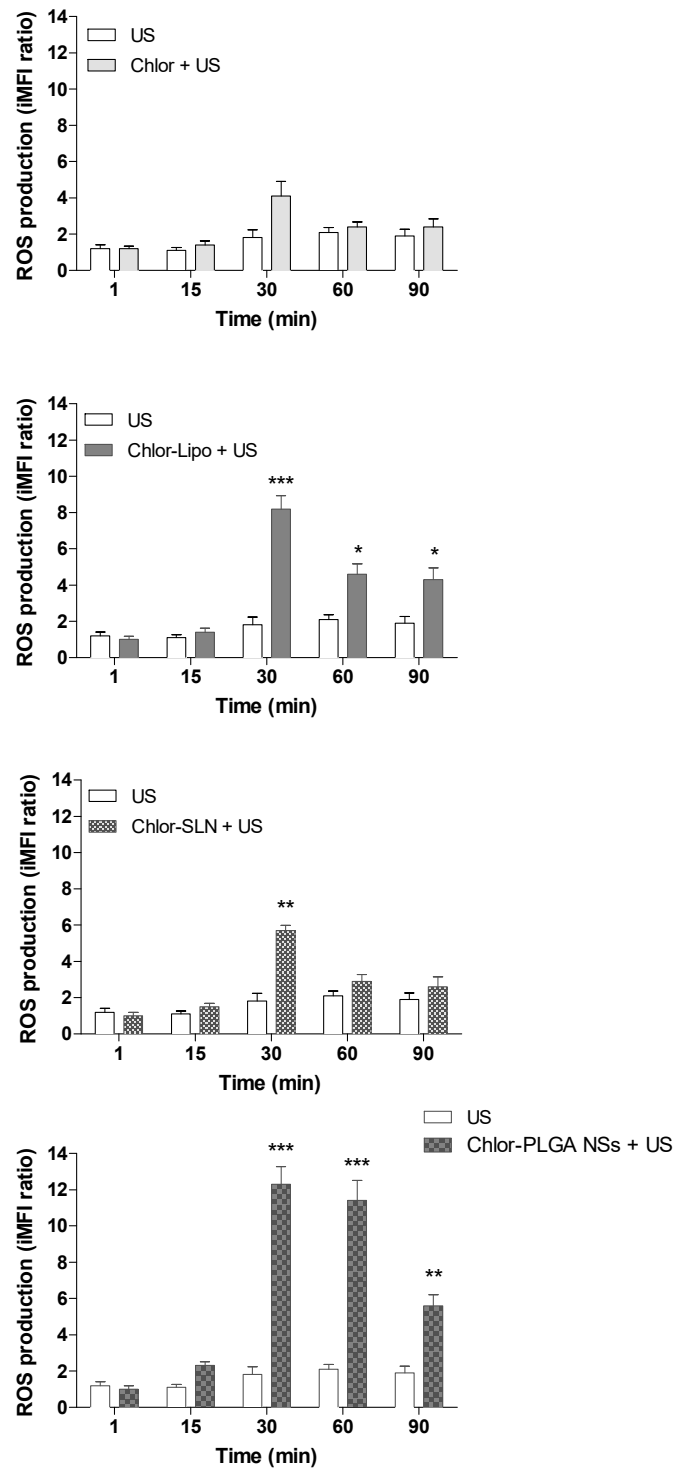 US
Chlor + US
ROS production (iMFI ratio)
14
12
10
8
6
4
2
0
1 15 30 60 90
Time (min)
US
Chlor-Lipo + US
ROS production (iMFI ratio)
14
12
10
8
6
4
2
0
***
*
*
1 15 30 60 90
Time (min)
US
Chlor-SLN + US
ROS production (iMFI ratio)
14
12
10
8
6
4
2
0
**
1 15 30 60 90
Time (min)
US
Chlor-PLGA NSs + US
ROS production (iMFI ratio)
14
12
10
8
6
4
2
0
***
***
**
1 15 30 60 90
Time (min)